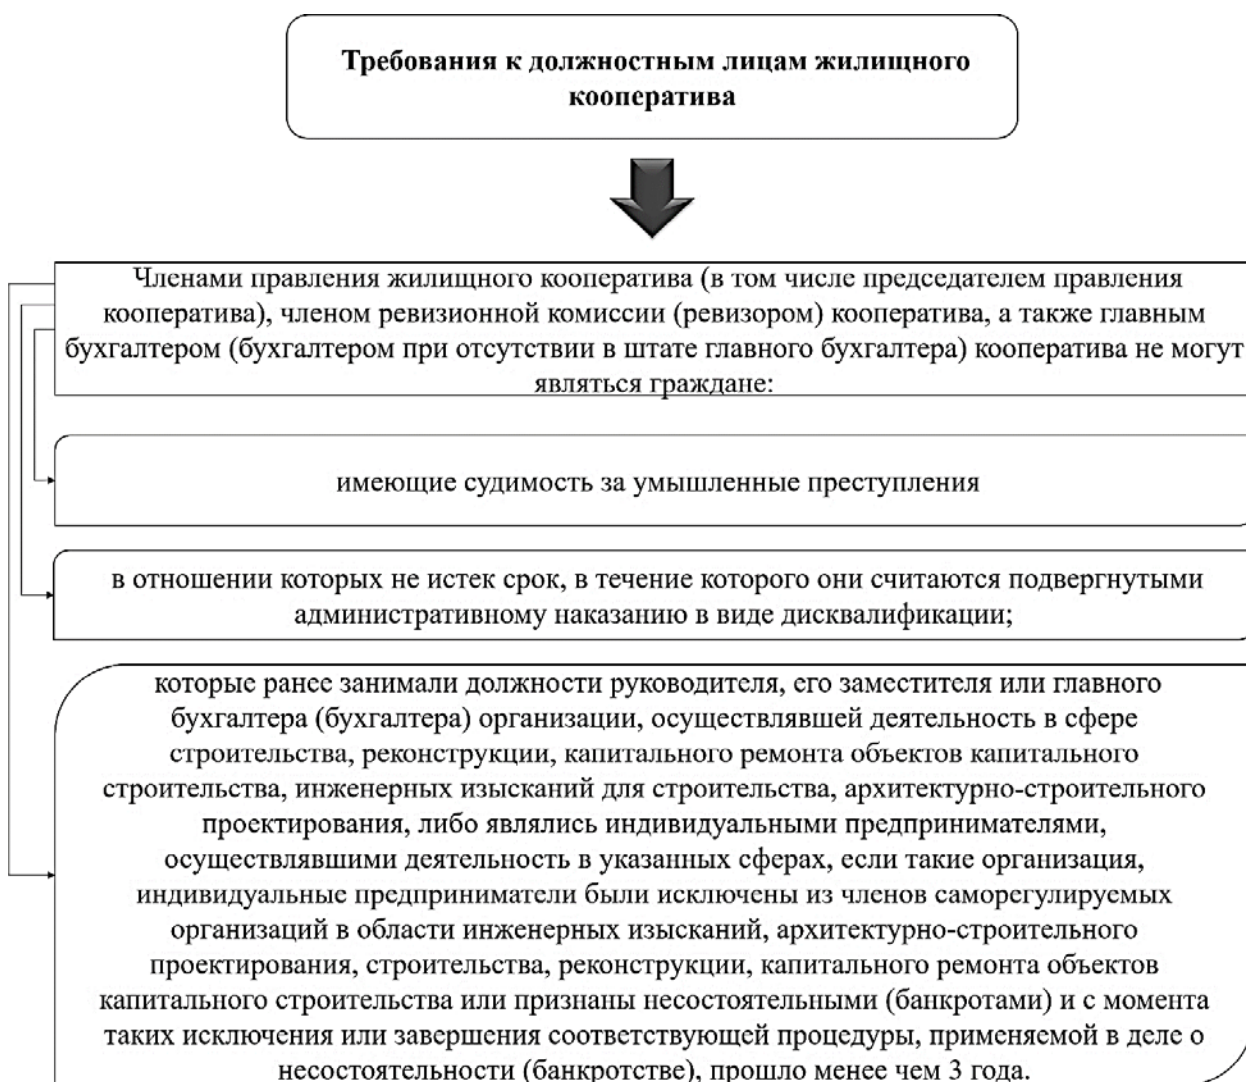 Требования к должностным лицам жилищного
кооператива
Членами правления жилищного кооператива (в том числе председателем правления
кооператива), членом ревизионной комиссии (ревизором) кооператива, а также главным
бухгалтером (бухгалтером при отсутствии в штате главного бухгалтера) кооператива не могут
являться граждане:
имеющие судимость за умышленные преступления
в отношении которых не истек срок, в течение которого они считаются подвергнутыми
административному наказанию в виде дисквалификации;
которые ранее занимали должности руководителя, его заместителя или главного
бухгалтера (бухгалтера) организации, осуществлявшей деятельность в сфере
строительства, реконструкции, капитального ремонта объектов капитального
строительства, инженерных изысканий для строительства, архитектурно-строительного
проектирования, либо являлись индивидуальными предпринимателями,
осуществлявшими деятельность в указанных сферах, если такие организация,
индивидуальные предприниматели были исключены из членов саморегулируемых
организаций в области инженерных изысканий, архитектурно-строительного
проектирования, строительства, реконструкции, капитального ремонта объектов
капитального строительства или признаны несостоятельными (банкротами) и с момента
таких исключения или завершения соответствующей процедуры, применяемой в деле о
несостоятельности (банкротстве), прошло менее чем 3 года.